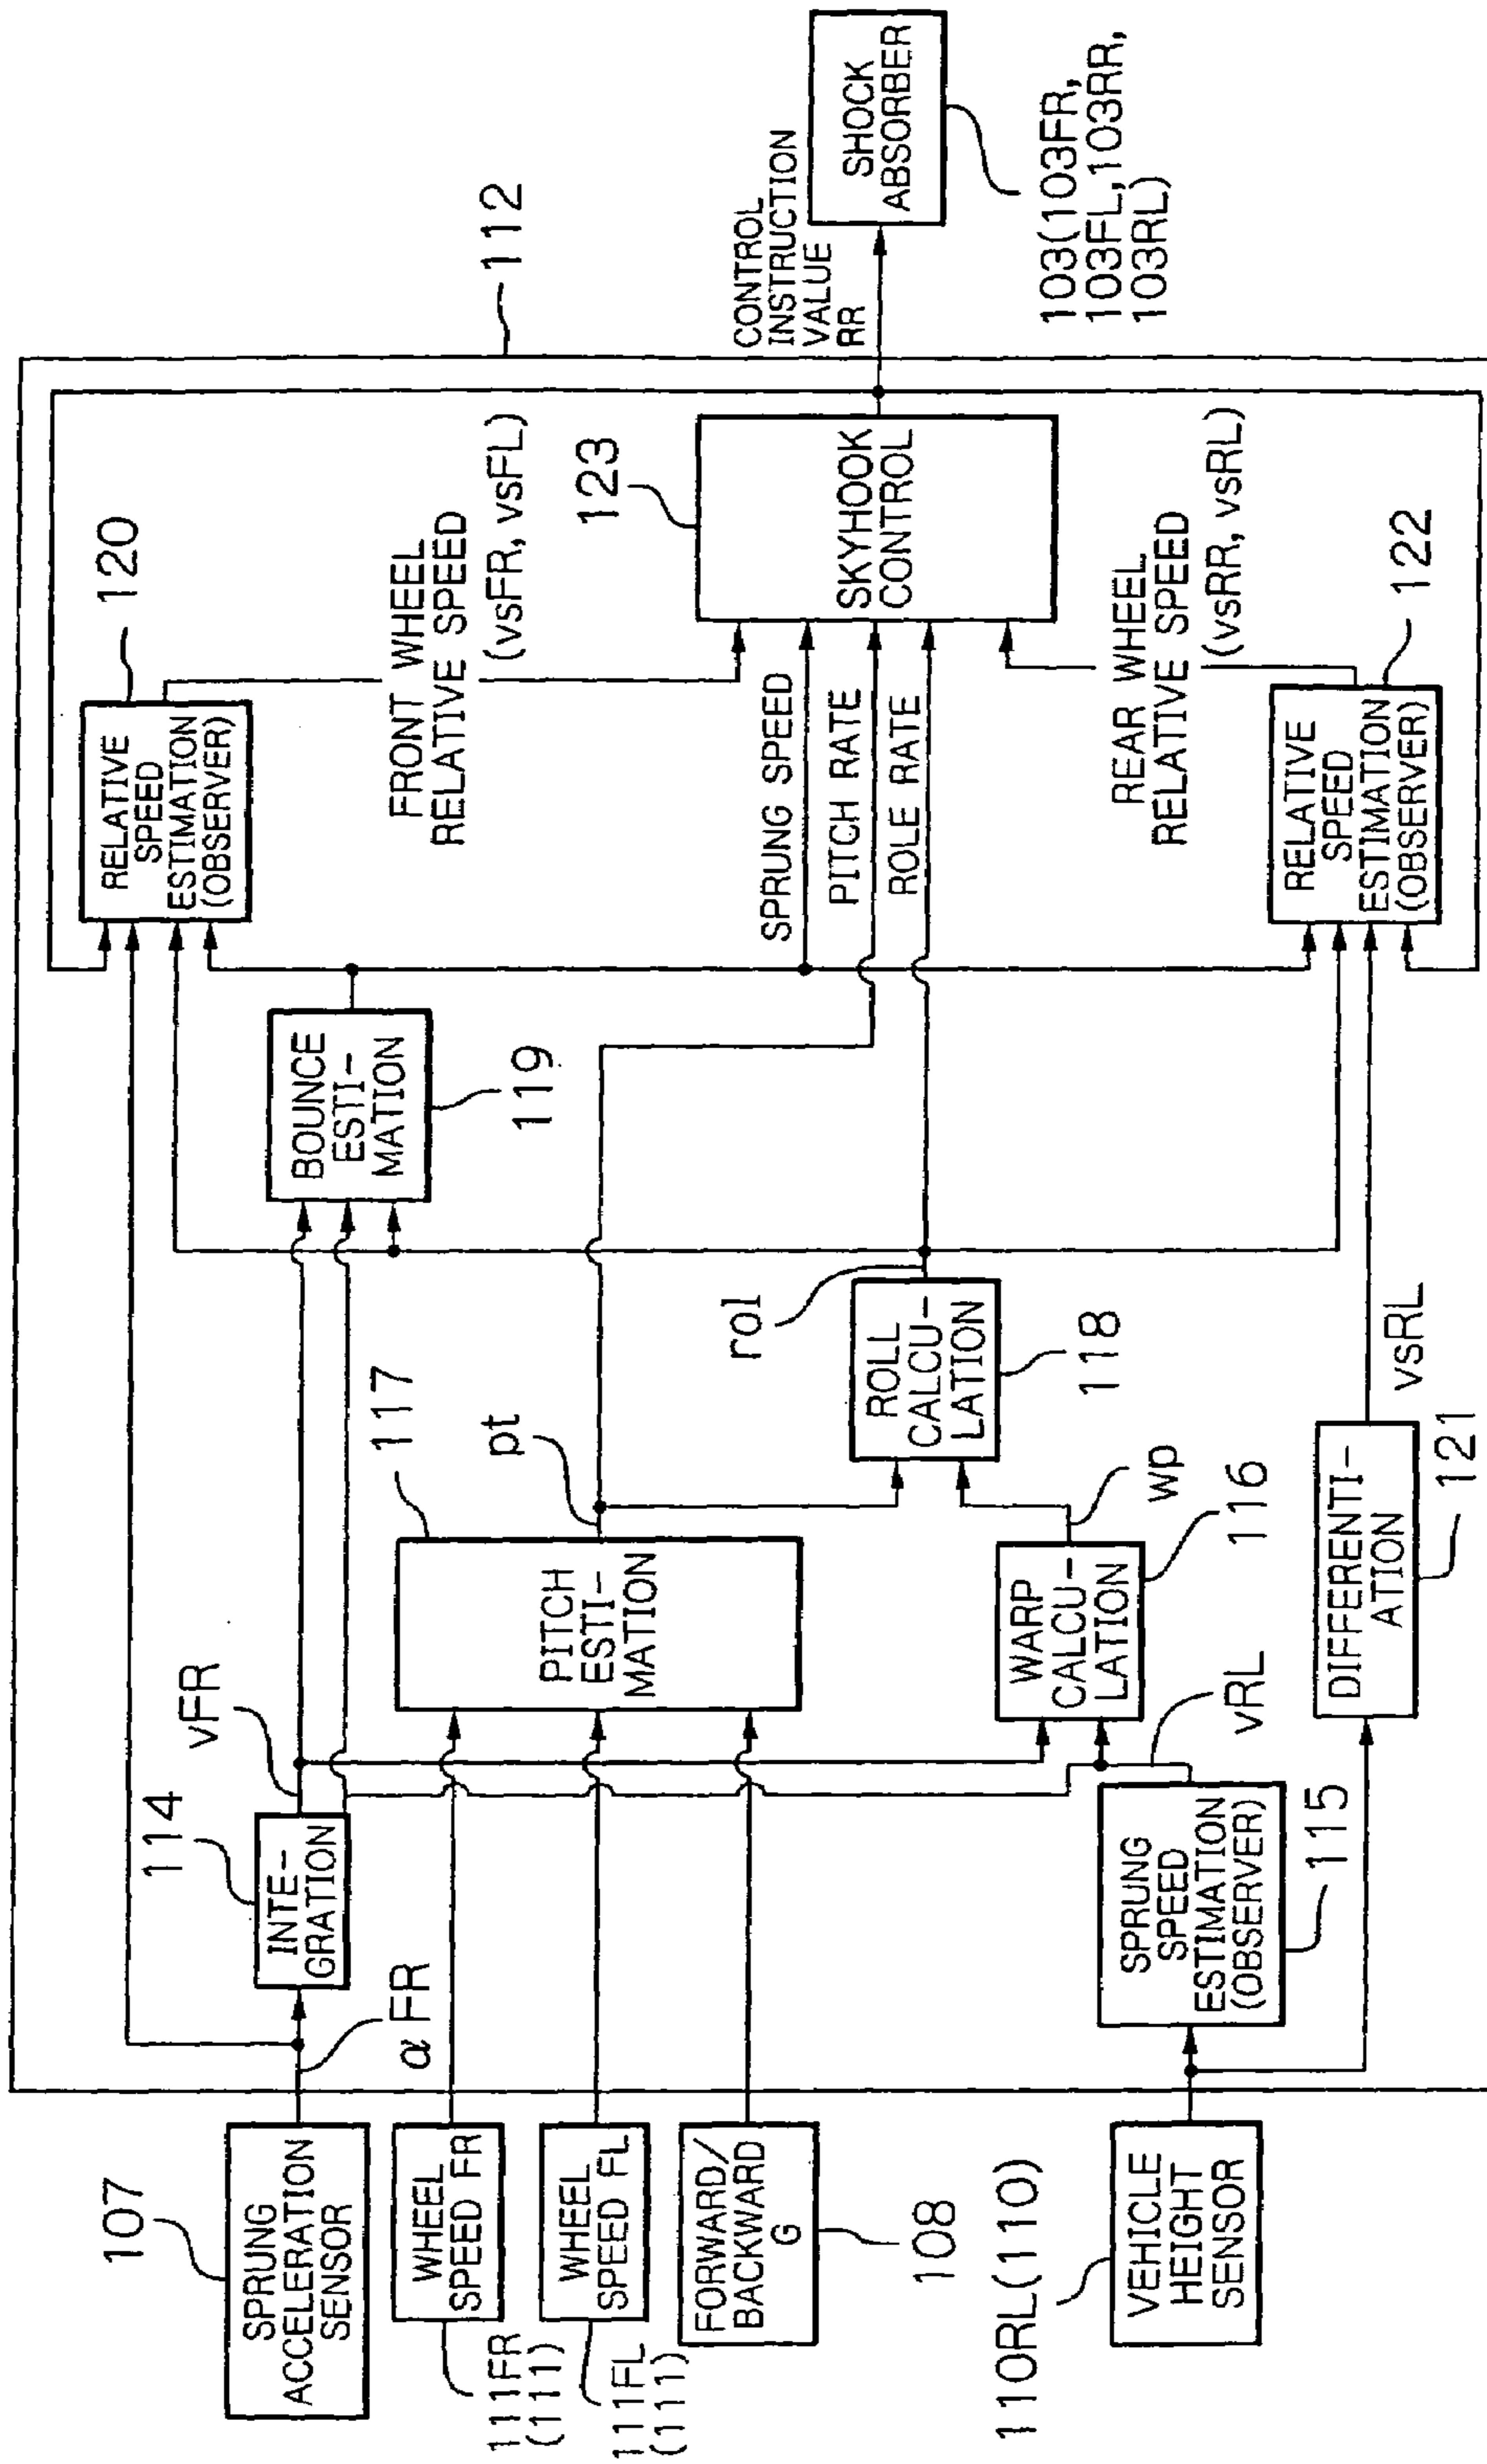 107
SPRUNG
ACCELERATION
SENSOR
αFR
111FR
(111)
WHEEL
SPEED FR
111FL
(111)
WHEEL
SPEED FL
FORWARD/
BACKWARD
G
108
110RL(110)
VEHICLE
HEIGHT
SENSOR
114
INTE-
GRATION
vFR
SPRUNG
SPEED
ESTIMATION
(OBSERVER)
115
vRL
117
PITCH
ESTI-
MATION
pt
WARP
CALCU-
LATION
116
wp
DIFFERENTI-
ATION
121
vsRL
rol
ROLL
CALCU-
LATION
118
BOUNCE
ESTI-
MATION
119
RELATIVE
SPEED
ESTIMATION
(OBSERVER)
120
FRONT WHEEL
RELATIVE SPEED
(vsFR, vsFL)
SPRUNG SPEED
PITCH RATE
ROLE RATE
REAR WHEEL
RELATIVE SPEED
(vsRR, vsRL)
RELATIVE
SPEED
ESTIMATION
(OBSERVER)
122
123
SKYHOOK
CONTROL
112
CONTROL
INSTRUCTION
VALUE
RR
SHOCK
ABSORBER
103(103FR,
103FL,103RR,
103RL)